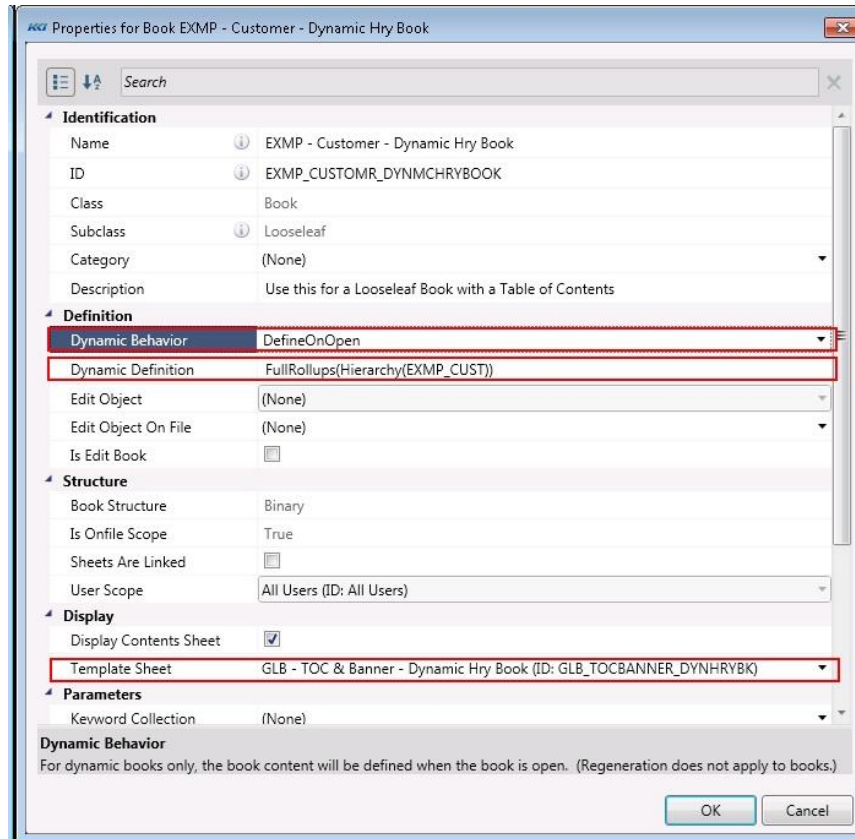 KCI Properties for Book EXMP - Customer - Dynamic Hry Book
Search
Identification
Name EXMP - Customer - Dynamic Hry Book
ID EXMP_CUSTOMR_DYNMCHRYBOOK
Class Book
Subclass Looseleaf
Category (None)
Description Use this for a Looseleaf Book with a Table of Contents
Definition
Dynamic Behavior DefineOnOpen
Dynamic Definition FullRollups(Hierarchy(EXMP_CUST))
Edit Object (None)
Edit Object On File (None)
Is Edit Book
Structure
Book Structure Binary
Is Onfile Scope True
Sheets Are Linked
User Scope All Users (ID: All Users)
Display
Display Contents Sheet
Template Sheet GLB - TOC & Banner - Dynamic Hry Book (ID: GLB_TOCBANNER_DYNHRYBK)
Parameters
Keyword Collection (None)
Dynamic Behavior
For dynamic books only, the book content will be defined when the book is open. (Regeneration does not apply to books.)
OK Cancel